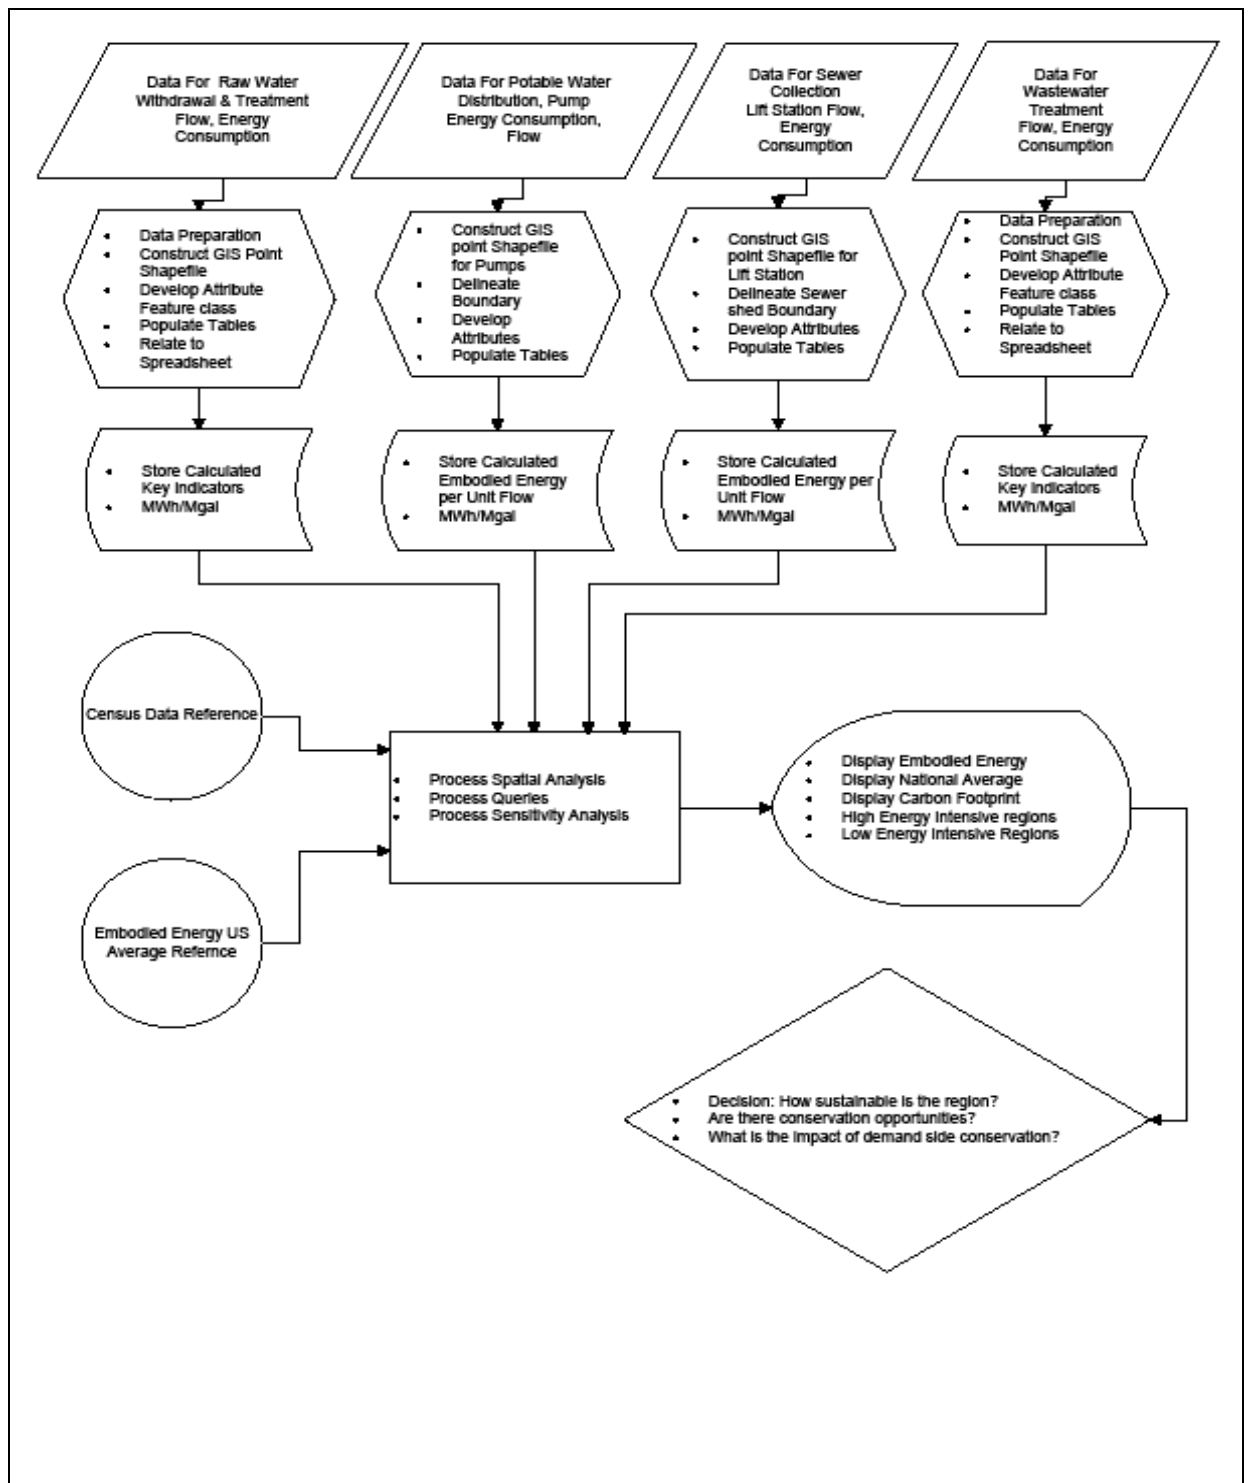 Data For Raw Water
Withdrawal & Treatment
Flow, Energy
Consumption
Data For Potable Water
Distribution, Pump
Energy Consumption,
Flow
Data For Sewer
Collection
Lift Station Flow,
Energy
Consumption
Data For
Wastewater
Treatment
Flow, Energy
Consumption
• Data Preparation
• Construct GIS Point
Shapefile
• Develop Attribute
Feature class
• Populate Tables
• Relate to
Spreadsheet
• Construct GIS
point Shapefile
for Pumps
• Delineate
Boundary
• Develop
Attributes
• Populate Tables
• Construct GIS
point Shapefile for
Lift Station
• Delineate Sewer
shed Boundary
• Develop Attributes
• Populate Tables
• Data Preparation
• Construct GIS
Point Shapefile
• Develop Attribute
Feature class
• Populate Tables
• Relate to
Spreadsheet
• Store Calculated
Key Indicators
• MWh/Mgal
• Store Calculated
Embodied Energy
per Unit Flow
• MWh/Mgal
• Store Calculated
Embodied Energy per
Unit Flow
• MWh/Mgal
• Store Calculated
Key Indicators
• MWh/Mgal
Census Data Reference
• Process Spatial Analysis
• Process Queries
• Process Sensitivity Analysis
• Display Embodied Energy
• Display National Average
• Display Carbon Footprint
• High Energy Intensive regions
• Low Energy Intensive Regions
Embodied Energy US
Average Refernce
• Decision: How sustainable is the region?
• Are there conservation opportunities?
• What is the impact of demand side conservation?